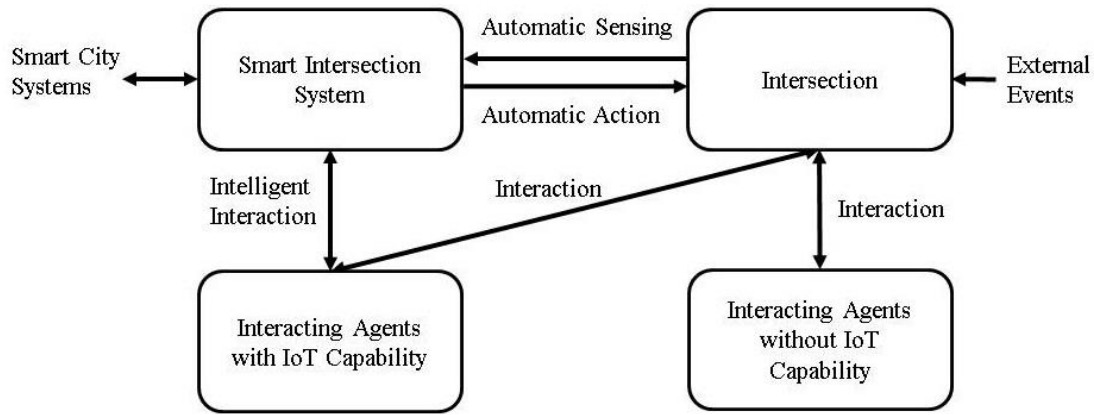 Automatic Sensing
Smart City
Systems
Smart Intersection
System
Intersection
External
Events
Automatic Action
Intelligent
Interaction
Interaction
Interaction
Interacting Agents
with IoT Capability
Interacting Agents
without IoT
Capability